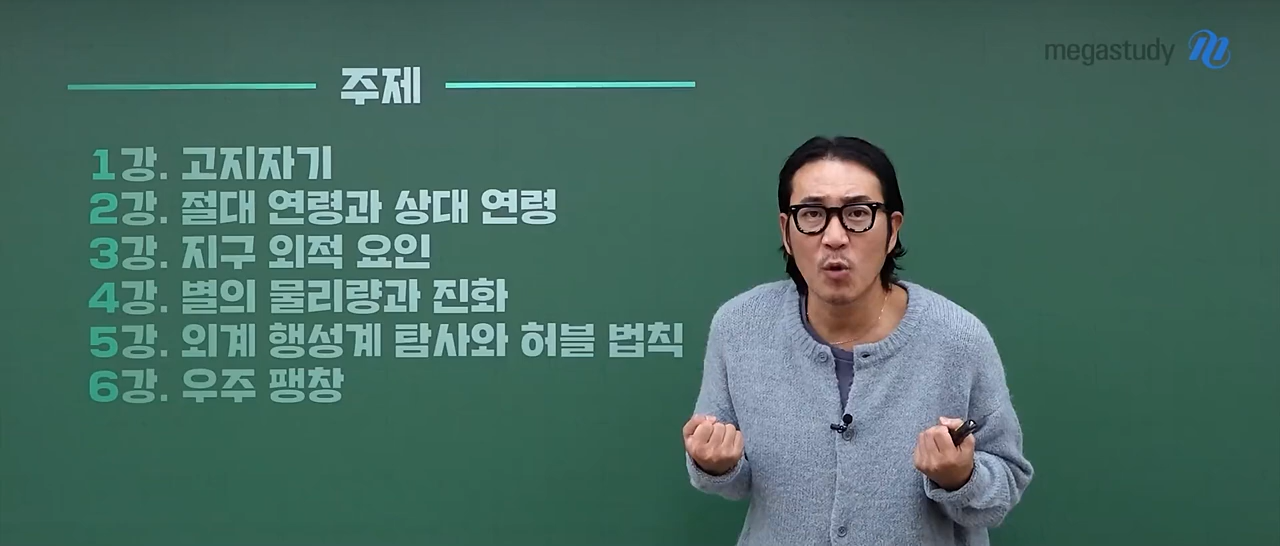 megastudy
주제
1강. 고지자기
2강. 절대 연령과 상대 연령
3강. 지구 외적 요인
4강. 별의 물리량과 진화
5강. 외계 행성계 탐사와 허블 법칙
6강. 우주 팽창